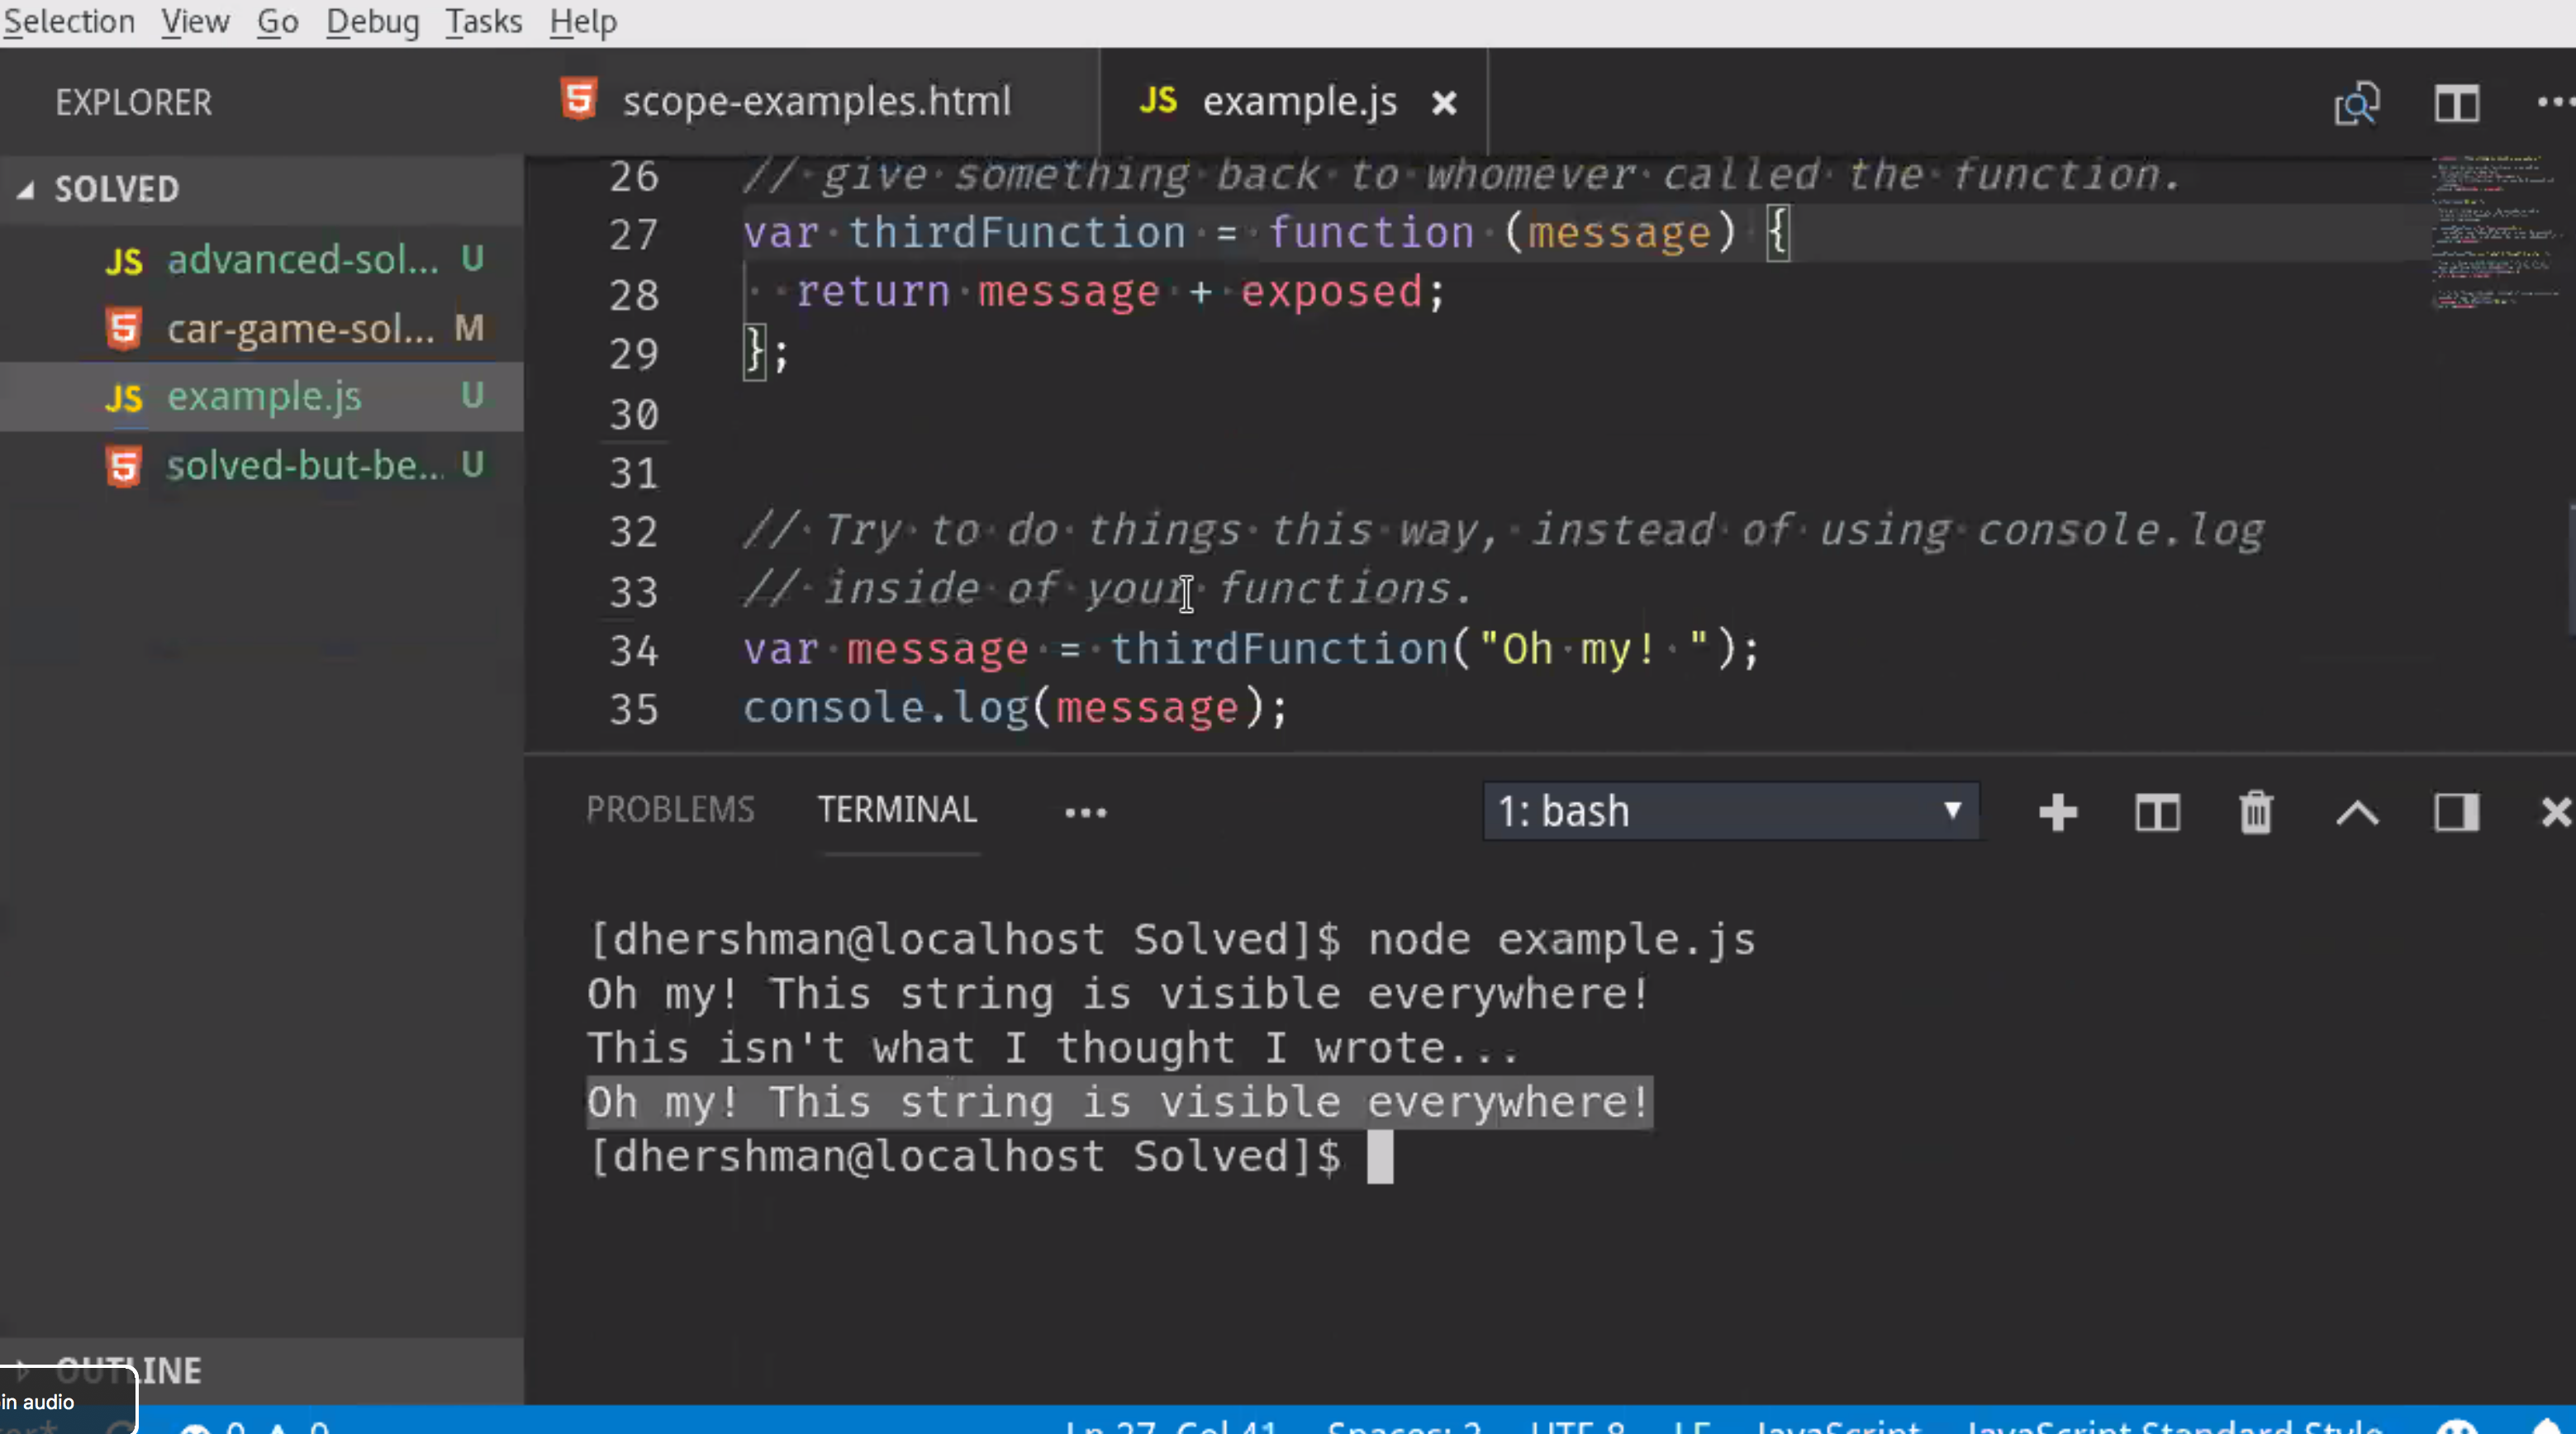 Selection View Go Debug Tasks Help
EXPLORER
scope-examples.html
JS example.js
SOLVED
JS advanced-sol... U
car-game-sol... M
JS example.js U
solved-but-be... U
26 // give something back to whomever called the function.
27 var thirdFunction = function (message) {
28 return message + exposed;
29 };
30
31
32 // Try to do things this way, instead of using console.log
33 // inside of your functions.
34 var message = thirdFunction("Oh my! ");
35 console.log(message);
PROBLEMS TERMINAL ... 1: bash
[dhershman@localhost Solved]$ node example.js
Oh my! This string is visible everywhere!
This isn't what I thought I wrote...
Oh my! This string is visible everywhere!
[dhershman@localhost Solved]$
OUTLINE
in audio
0 0 Ln 27, Col 41 Spaces: 2 UTF-8 LF JavaScript JavaScript Standard Style